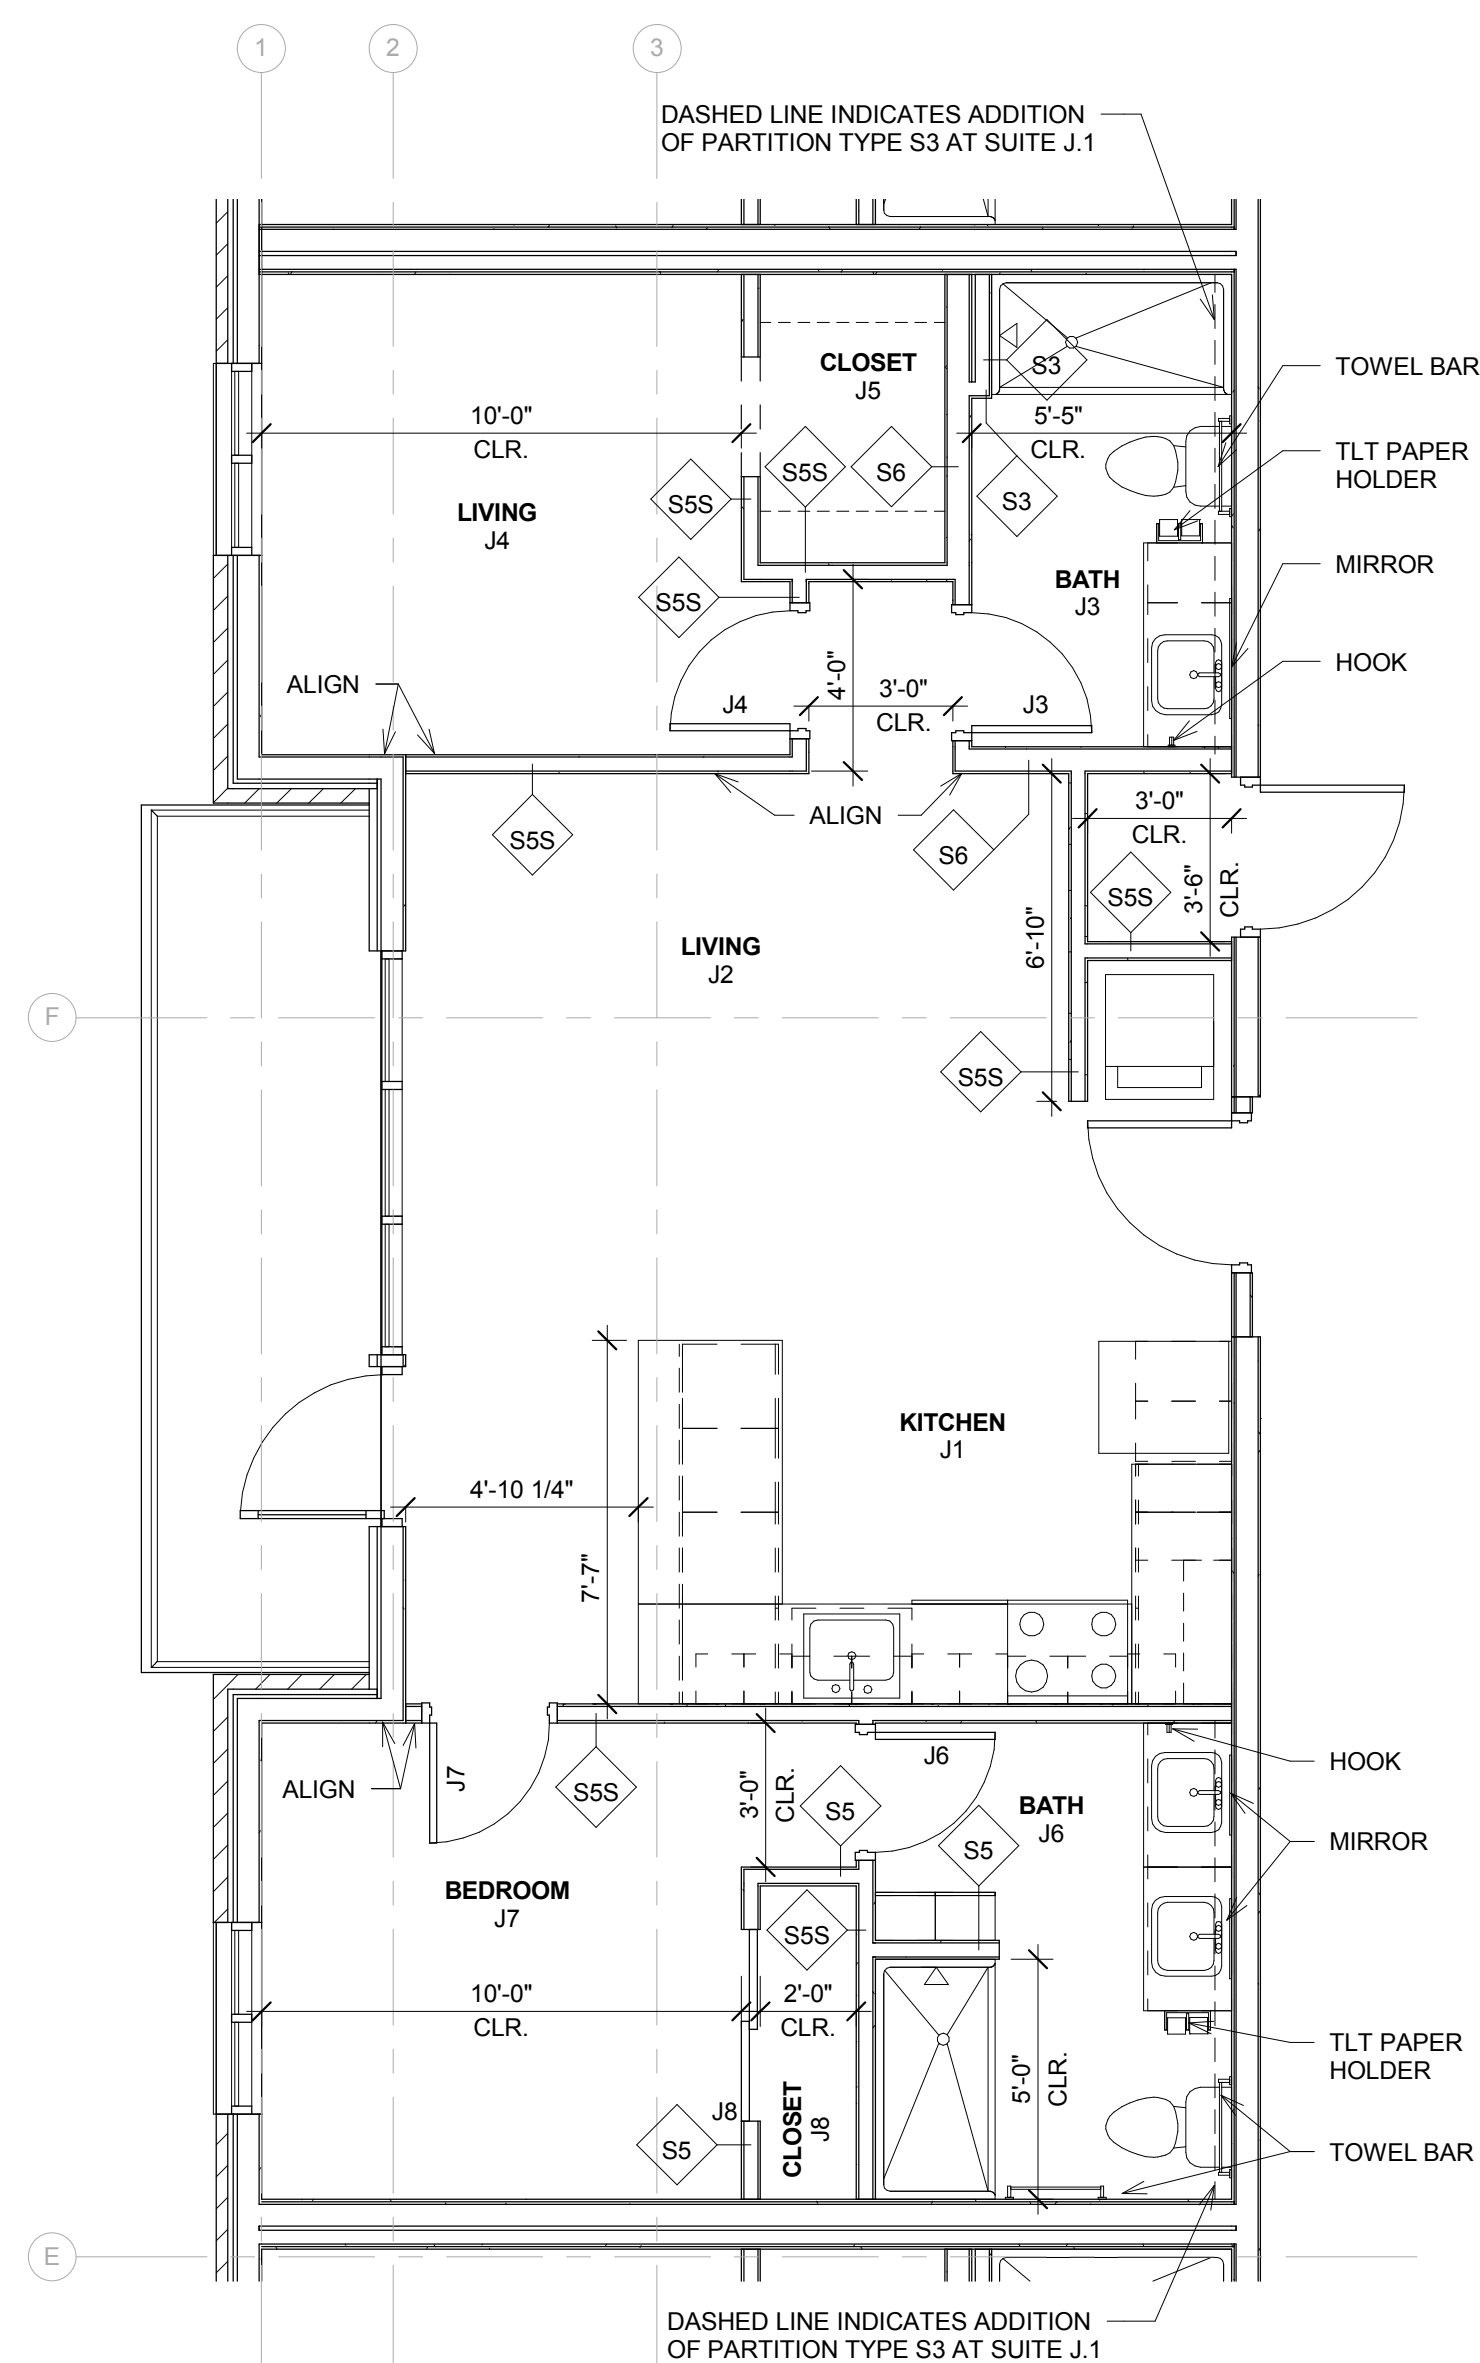 1
2
3
DASHED LINE INDICATES ADDITION
OF PARTITION TYPE S3 AT SUITE J.1
CLOSET
J5
S3
TOWEL BAR
10'-0"
CLR.
5'-5"
CLR.
TLT PAPER
HOLDER
S5S
S6
S5S
S3
LIVING
J4
MIRROR
BATH
J3
S5S
HOOK
4'-0"
ALIGN
J4
3'-0"
CLR.
J3
3'-0"
CLR.
ALIGN
S5S
S6
S5S
3'-6"
CLR.
6'-10"
LIVING
J2
F
S5S
KITCHEN
J1
4'-10 1/4"
7'-7"
HOOK
J6
J7
ALIGN
S5S
3'-0"
CLR.
S5
BATH
J6
MIRROR
S5
BEDROOM
J7
S5S
10'-0"
CLR.
2'-0"
CLR.
TLT PAPER
HOLDER
5'-0"
CLR.
J8
CLOSET
J8
S5
TOWEL BAR
E
DASHED LINE INDICATES ADDITION
OF PARTITION TYPE S3 AT SUITE J.1